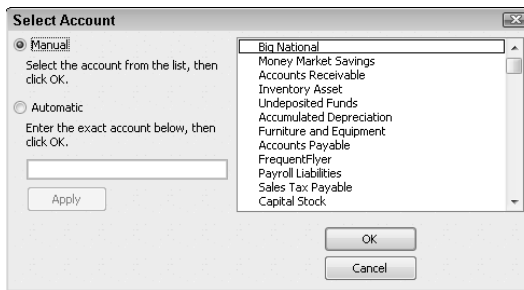 Select Account
Manual
Select the account from the list, then
click OK.
Automatic
Enter the exact account below, then
click OK.
Apply
Big National
Money Market Savings
Accounts Receivable
Inventory Asset
Undeposited Funds
Accumulated Depreciation
Furniture and Equipment
Accounts Payable
FrequentFlyer
Payroll Liabilities
Sales Tax Payable
Capital Stock
OK
Cancel